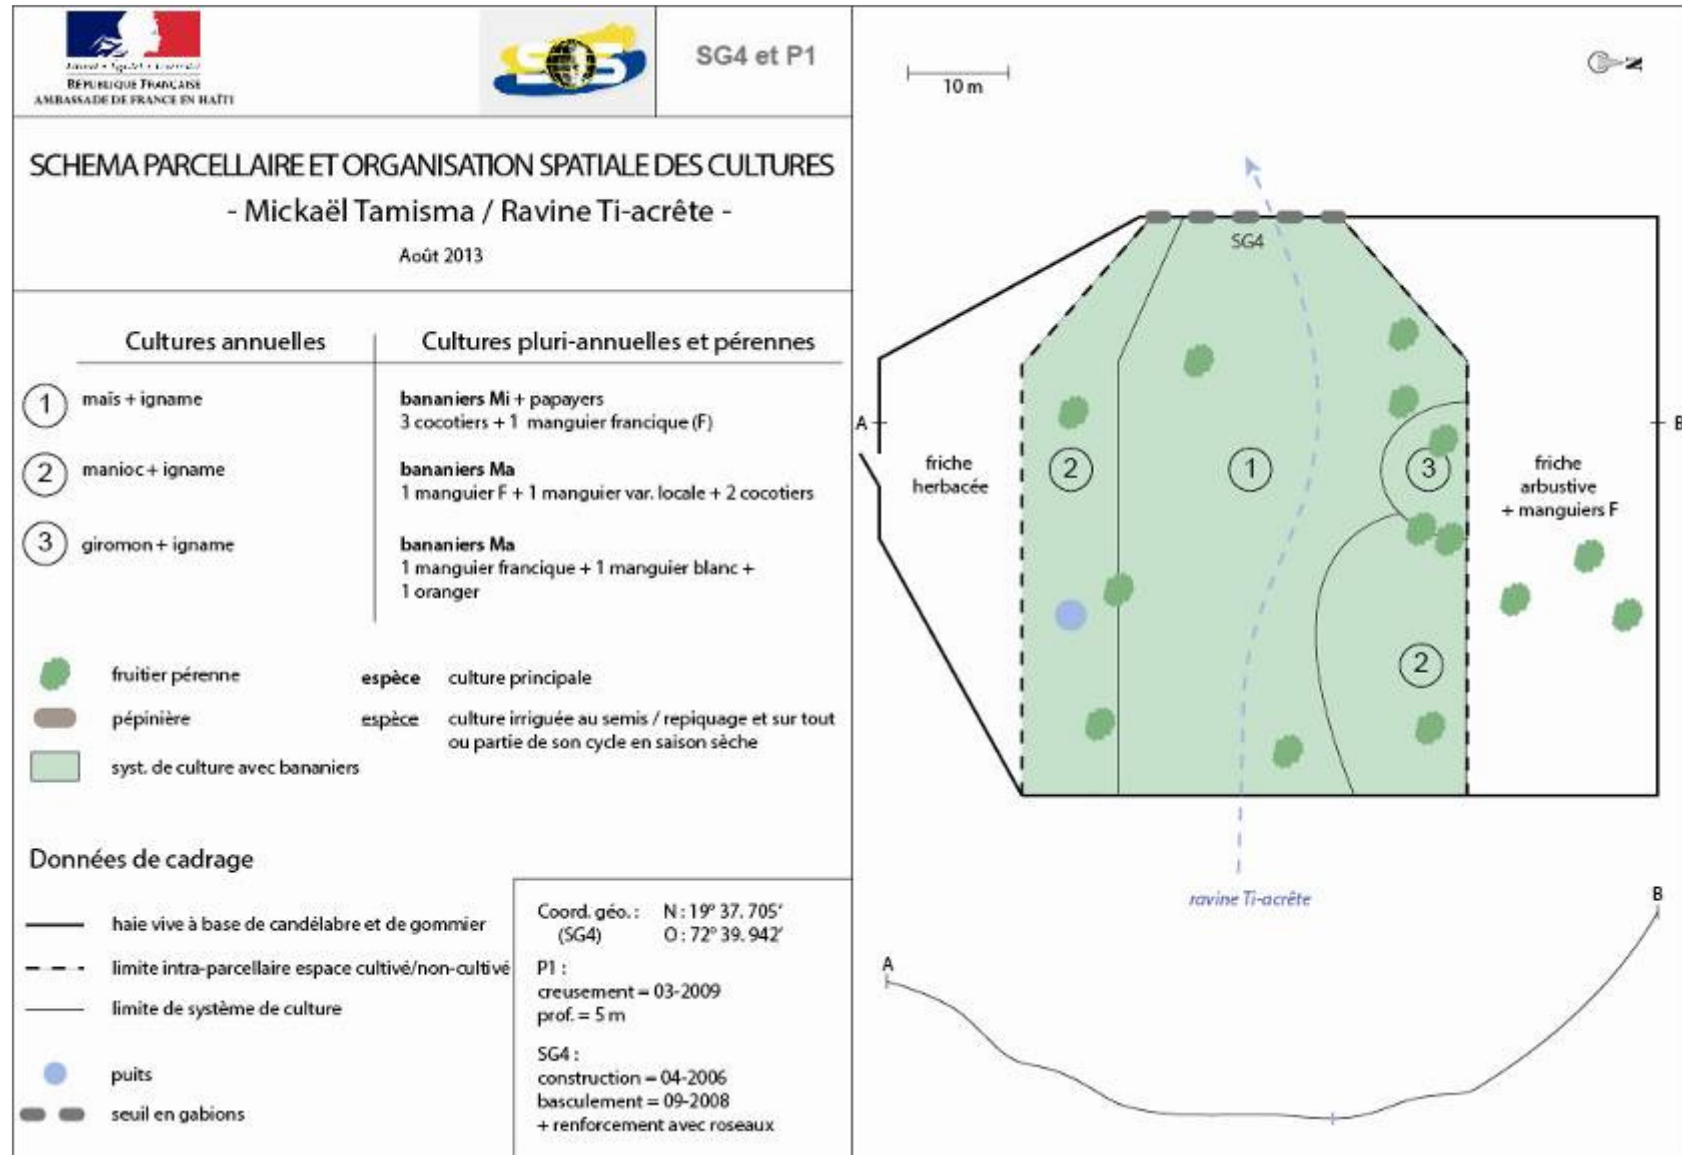 RÉPUBLIQUE FRANÇAISE
AMBASSADE DE FRANCE EN HAÏTI
SOS
SG4 et P1
SCHEMA PARCELLAIRE ET ORGANISATION SPATIALE DES CULTURES
- Mickaël Tamisma / Ravine Ti-acrête -
Août 2013
Cultures annuelles
Cultures pluri-annuelles et pérennes
1 maïs + igname
bananiers Mi + papayers
3 cocotiers + 1 manguier francique (F)
2 manioc + igname
bananiers Ma
1 manguier F + 1 manguier var. locale + 2 cocotiers
3 giromon + igname
bananiers Ma
1 manguier francique + 1 manguier blanc +
1 oranger
fruitier pérenne
espèce culture principale
pépinière
espèce culture irriguée au semis / repiquage et sur tout
ou partie de son cycle en saison sèche
syst. de culture avec bananiers
Données de cadrage
haie vive à base de candélabre et de gommier
limite intra-parcellaire espace cultivé/non-cultivé
limite de système de culture
puits
seuil en gabions
Coord. géo. : N : 19° 37. 705'
(SG4) O : 72° 39. 942'
P1 :
creusement = 03-2009
prof. = 5 m
SG4 :
construction = 04-2006
basculement = 09-2008
+ renforcement avec roseaux
10 m
N
SG4
A
B
friche
herbacée
2
1
3
friche
arbustive
+ manguiers F
2
ravine Ti-acrête
A
B